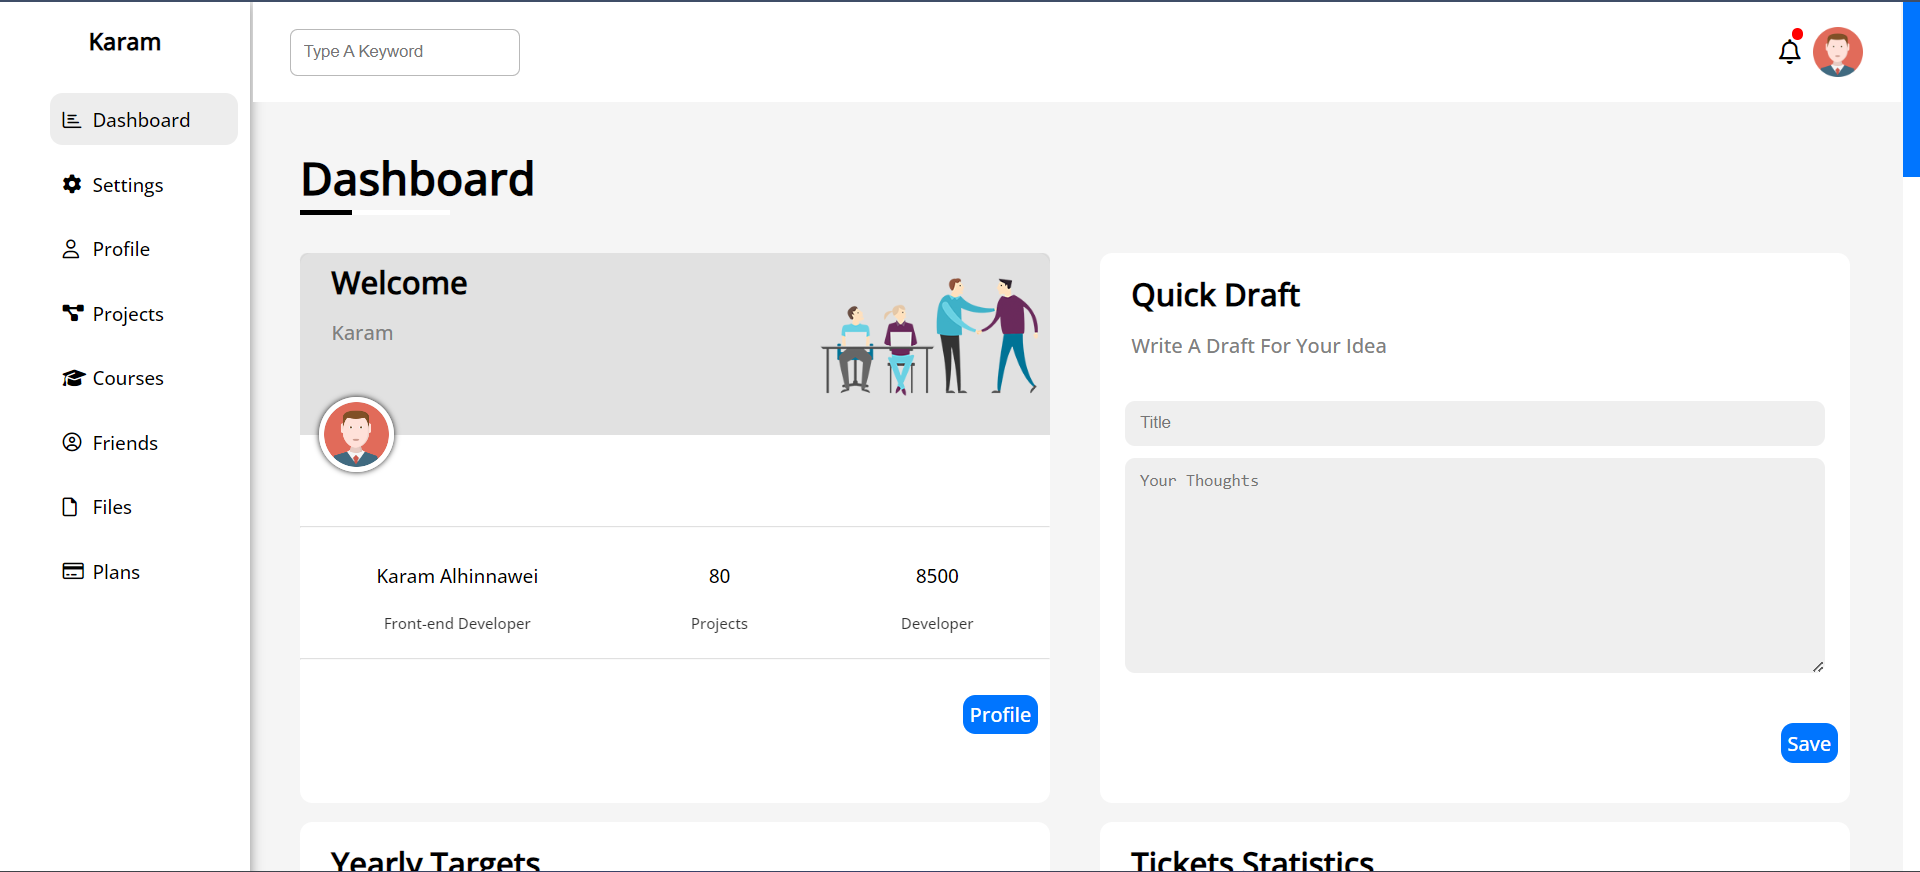 Karam
Dashboard
Settings
Profile
Projects
Courses
Friends
Files
Plans
Type A Keyword
Dashboard
Welcome
Karam
Karam Alhinnawei
80
8500
Front-end Developer
Projects
Developer
Profile
Quick Draft
Write A Draft For Your Idea
Title
Your Thoughts
Save
Yearly Targets
Tickets Statistics